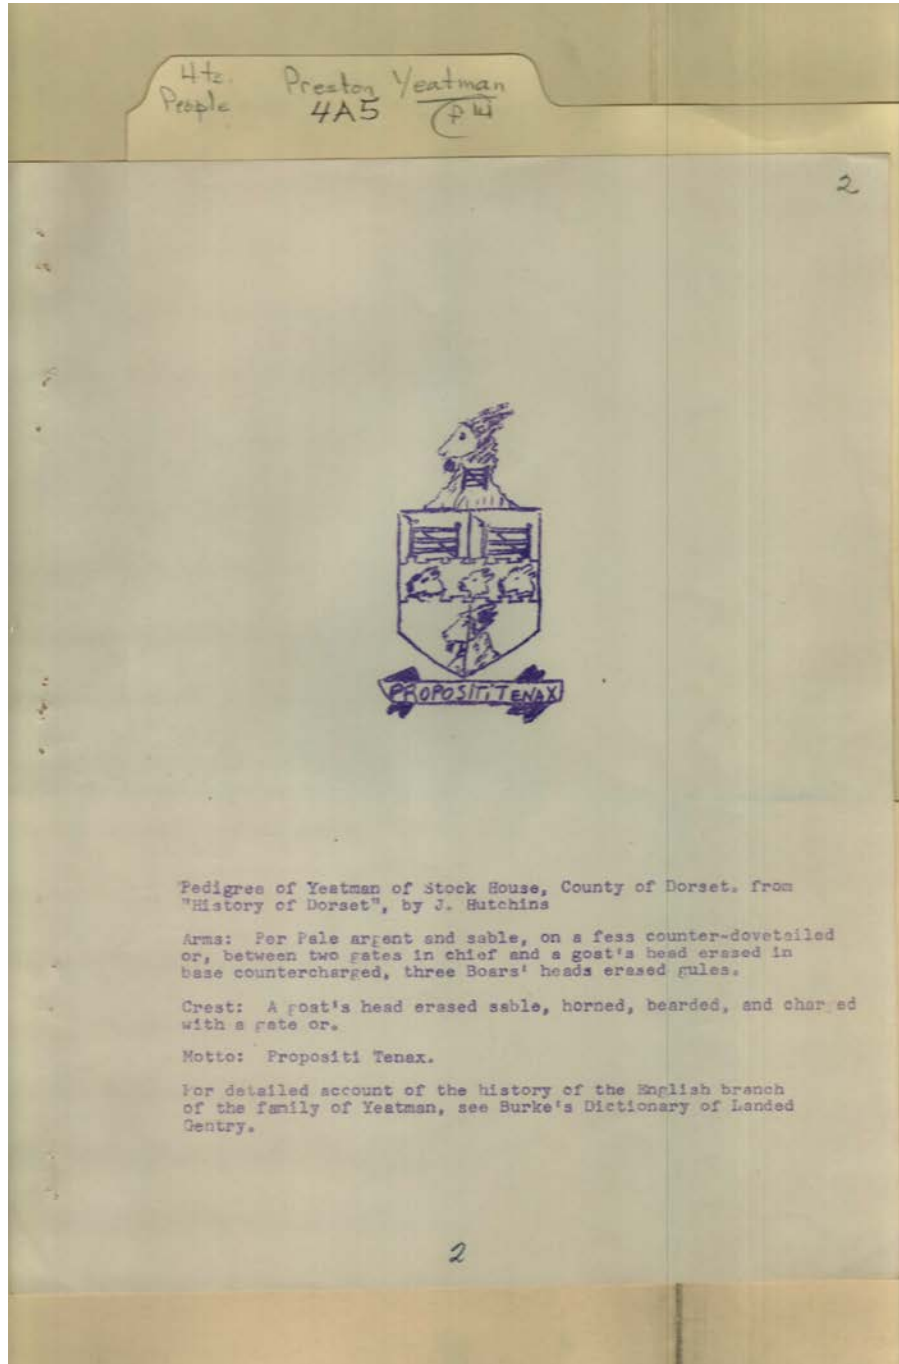 4tz.
People
Preston Yeatman
4A5
2
PROPOSITI TENAX
Pedigree of Yeatman of Stock House, County of Dorset. from
"History of Dorset", by J. Hutchins
Arms: Per Pale argent and sable, on a fess counter-dovetailed
or, between two gates in chief and a goat's head erased in
base countercharged, three Boars' heads erased gules.
Crest: A goat's head erased sable, horned, bearded, and charged
with a gate or.
Motto: Propositi Tenax.
For detailed account of the history of the English branch
of the family of Yeatman, see Burke's Dictionary of Landed
Gentry.
2